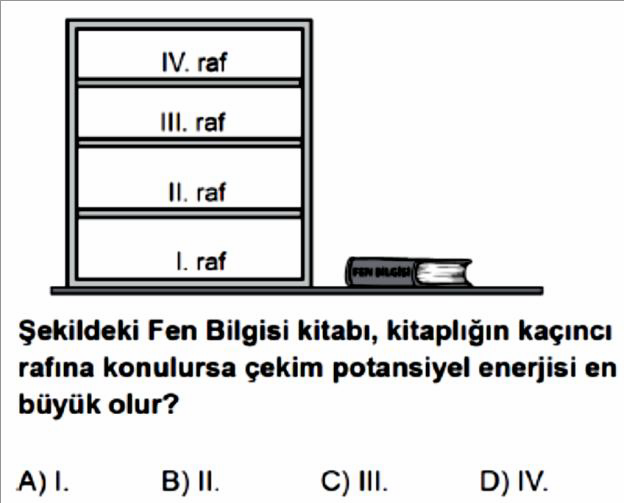 IV. raf
III. raf
II. raf
I. raf
FEN BİLGİSİ
Şekildeki Fen Bilgisi kitabı, kitaplığın kaçıncı
rafına konulursa çekim potansiyel enerjisi en
büyük olur?
A) I. B) II. C) III. D) IV.